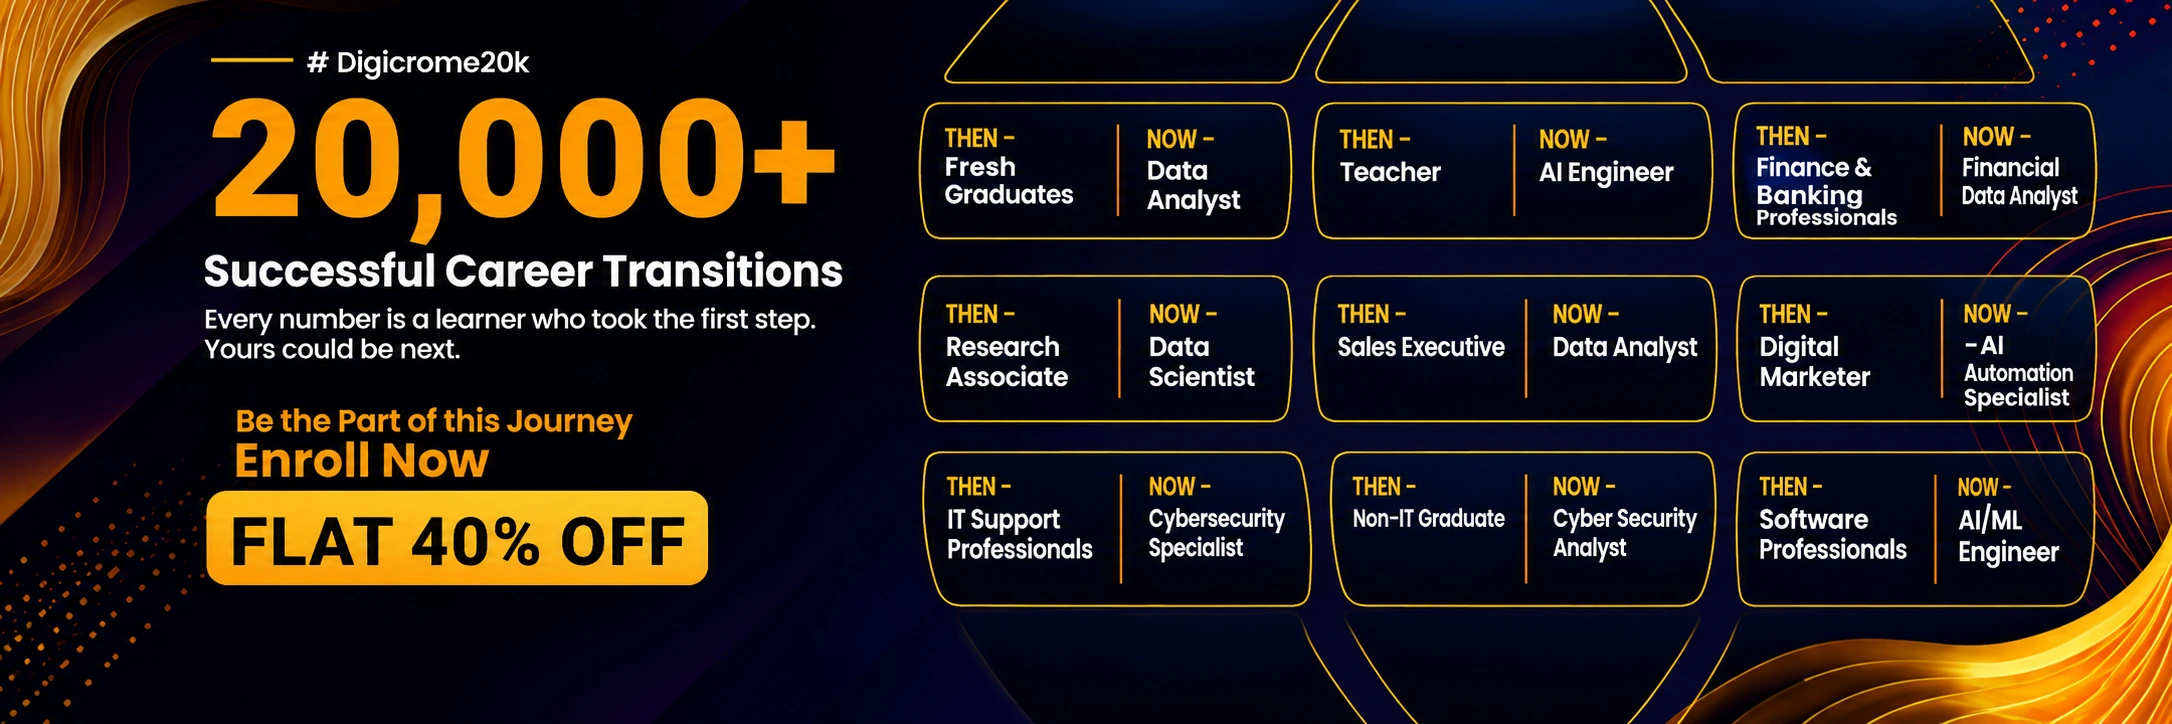 # Digicrome20k
20,000+
Successful Career Transitions
Every number is a learner who took the first step.
Yours could be next.
Be the Part of this Journey
Enroll Now
FLAT 40% OFF
THEN –
Fresh
Graduates
NOW –
Data
Analyst
THEN –
Teacher
NOW –
AI Engineer
THEN –
Finance &
Banking
Professionals
NOW –
Financial
Data Analyst
THEN –
Research
Associate
NOW –
Data
Scientist
THEN –
Sales Executive
NOW –
Data Analyst
THEN –
Digital
Marketer
NOW –
–AI
Automation
Specialist
THEN –
IT Support
Professionals
NOW –
Cybersecurity
Specialist
THEN –
Non-IT Graduate
NOW –
Cyber Security
Analyst
THEN –
Software
Professionals
NOW –
AI/ML
Engineer